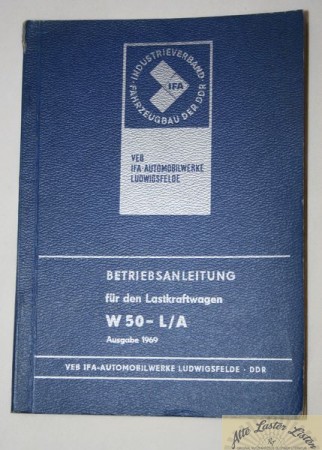 INDUSTRIEVERBAND
FAHRZEUGBAU DER DDR
IFA
VEB
IFA-AUTOMOBILWERKE
LUDWIGSFELDE
BETRIEBSANLEITUNG
für den Lastkraftwagen
W 50 - L/A
Ausgabe 1969
VEB IFA-AUTOMOBILWERKE LUDWIGSFELDE · DDR
Alte Laster Listen